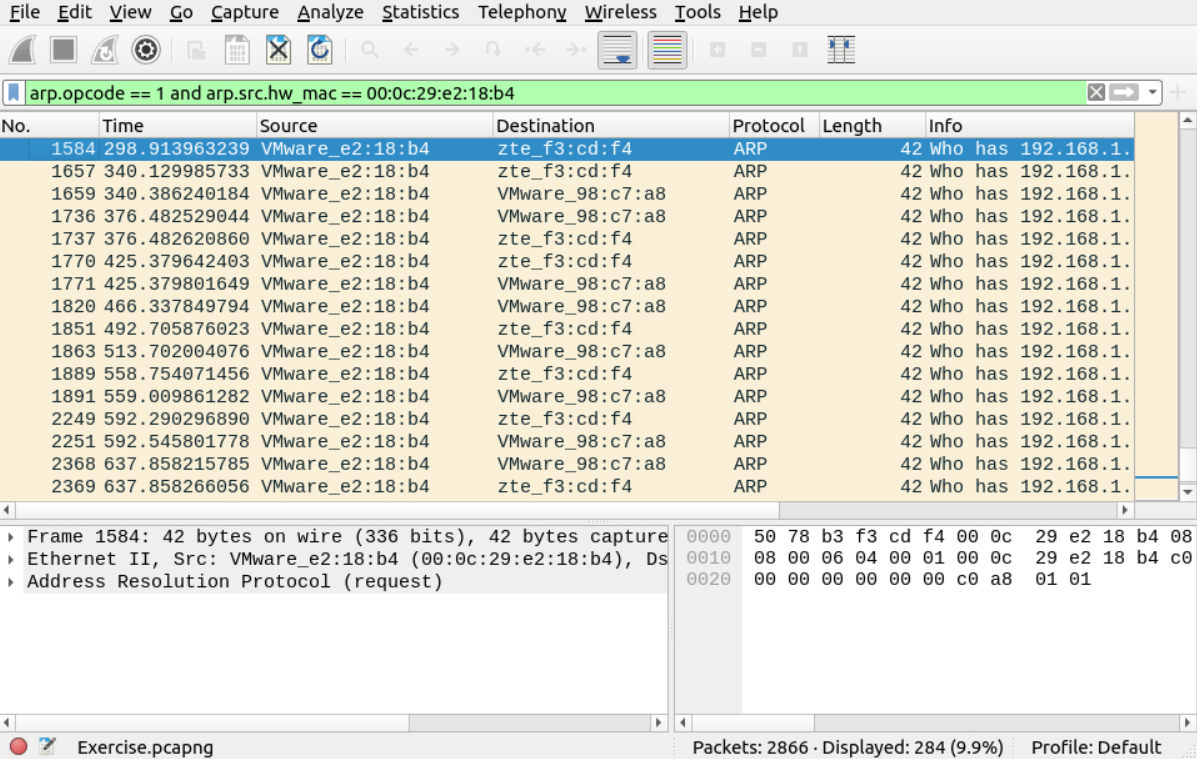 File Edit View Go Capture Analyze Statistics Telephony Wireless Tools Help
arp.opcode == 1 and arp.src.hw_mac == 00:0c:29:e2:18:b4
No. Time Source Destination Protocol Length Info
1584 298.913963239 VMware_e2:18:b4 zte_f3:cd:f4 ARP 42 Who has 192.168.1.
1657 340.129985733 VMware_e2:18:b4 zte_f3:cd:f4 ARP 42 Who has 192.168.1.
1659 340.386240184 VMware_e2:18:b4 VMware_98:c7:a8 ARP 42 Who has 192.168.1.
1736 376.482529044 VMware_e2:18:b4 VMware_98:c7:a8 ARP 42 Who has 192.168.1.
1737 376.482620860 VMware_e2:18:b4 zte_f3:cd:f4 ARP 42 Who has 192.168.1.
1770 425.379642403 VMware_e2:18:b4 zte_f3:cd:f4 ARP 42 Who has 192.168.1.
1771 425.379801649 VMware_e2:18:b4 VMware_98:c7:a8 ARP 42 Who has 192.168.1.
1820 466.337849794 VMware_e2:18:b4 VMware_98:c7:a8 ARP 42 Who has 192.168.1.
1851 492.705876023 VMware_e2:18:b4 zte_f3:cd:f4 ARP 42 Who has 192.168.1.
1863 513.702004076 VMware_e2:18:b4 VMware_98:c7:a8 ARP 42 Who has 192.168.1.
1889 558.754071456 VMware_e2:18:b4 zte_f3:cd:f4 ARP 42 Who has 192.168.1.
1891 559.009861282 VMware_e2:18:b4 VMware_98:c7:a8 ARP 42 Who has 192.168.1.
2249 592.290296890 VMware_e2:18:b4 zte_f3:cd:f4 ARP 42 Who has 192.168.1.
2251 592.545801778 VMware_e2:18:b4 VMware_98:c7:a8 ARP 42 Who has 192.168.1.
2368 637.858215785 VMware_e2:18:b4 VMware_98:c7:a8 ARP 42 Who has 192.168.1.
2369 637.858266056 VMware_e2:18:b4 zte_f3:cd:f4 ARP 42 Who has 192.168.1.
Frame 1584: 42 bytes on wire (336 bits), 42 bytes capture
Ethernet II, Src: VMware_e2:18:b4 (00:0c:29:e2:18:b4), Ds
Address Resolution Protocol (request)
0000 50 78 b3 f3 cd f4 00 0c 29 e2 18 b4 08
0010 08 00 06 04 00 01 00 0c 29 e2 18 b4 c0
0020 00 00 00 00 00 00 c0 a8 01 01
Exercise.pcapng Packets: 2866 · Displayed: 284 (9.9%) Profile: Default